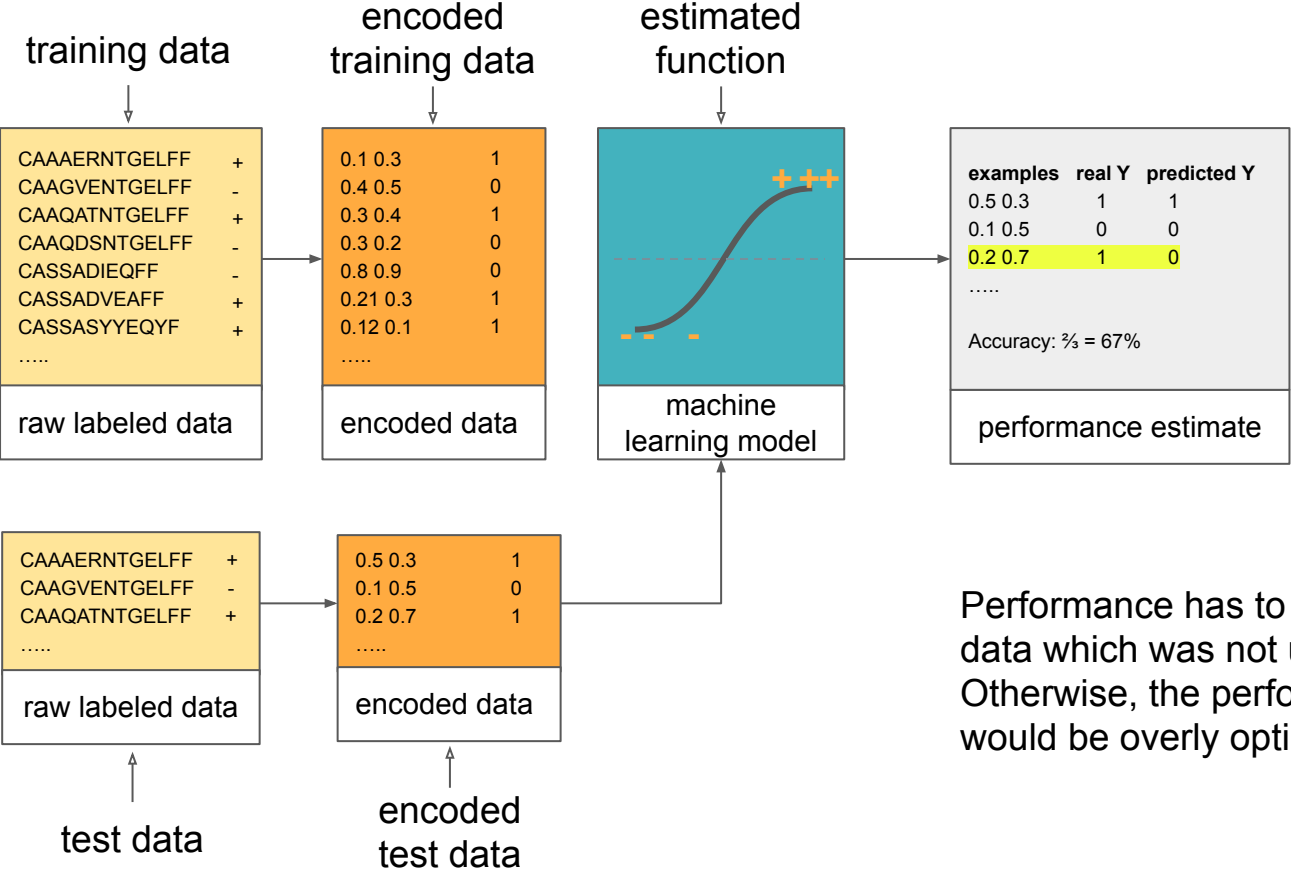 training data
encoded
training data
estimated
function
CAAAERNTGELFF +
CAAGVENTGELFF -
CAAQATNTGELFF +
CAAQDSNTGELFF -
CASSADIEQFF -
CASSADVEAFF +
CASSASYYEQYF +
…..
raw labeled data
0.1 0.3 1
0.4 0.5 0
0.3 0.4 1
0.3 0.2 0
0.8 0.9 0
0.21 0.3 1
0.12 0.1 1
…..
encoded data
+ ++
- - -
machine
learning model
examples real Y predicted Y
0.5 0.3 1 1
0.1 0.5 0 0
0.2 0.7 1 0
…..
Accuracy: ⅔ = 67%
performance estimate
CAAAERNTGELFF +
CAAGVENTGELFF -
CAAQATNTGELFF +
…..
raw labeled data
0.5 0.3 1
0.1 0.5 0
0.2 0.7 1
…..
encoded data
test data
encoded
test data
Performance has to
data which was not
Otherwise, the
would be overly